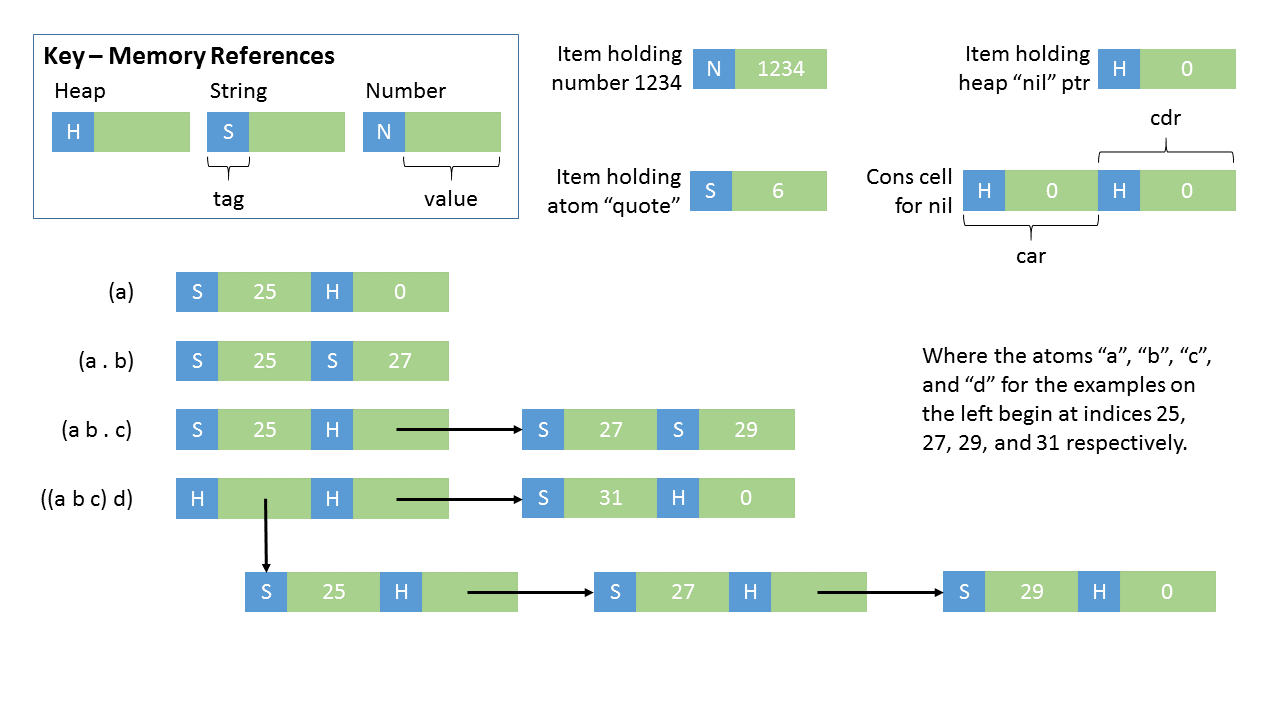 Key – Memory References
Heap
String
Number
H
S
N
tag
value
Item holding
number 1234
N 1234
Item holding
heap “nil” ptr
H 0
Item holding
atom “quote”
S 6
cdr
Cons cell
for nil
H 0 H 0
car
(a)
S 25 H 0
(a . b)
S 25 S 27
(a b . c)
S 25 H
S 27 S 29
((a b c) d)
H H
S 31 H 0
S 25 H
S 27 H
S 29 H 0
Where the atoms “a”, “b”, “c”,
and “d” for the examples on
the left begin at indices 25,
27, 29, and 31 respectively.